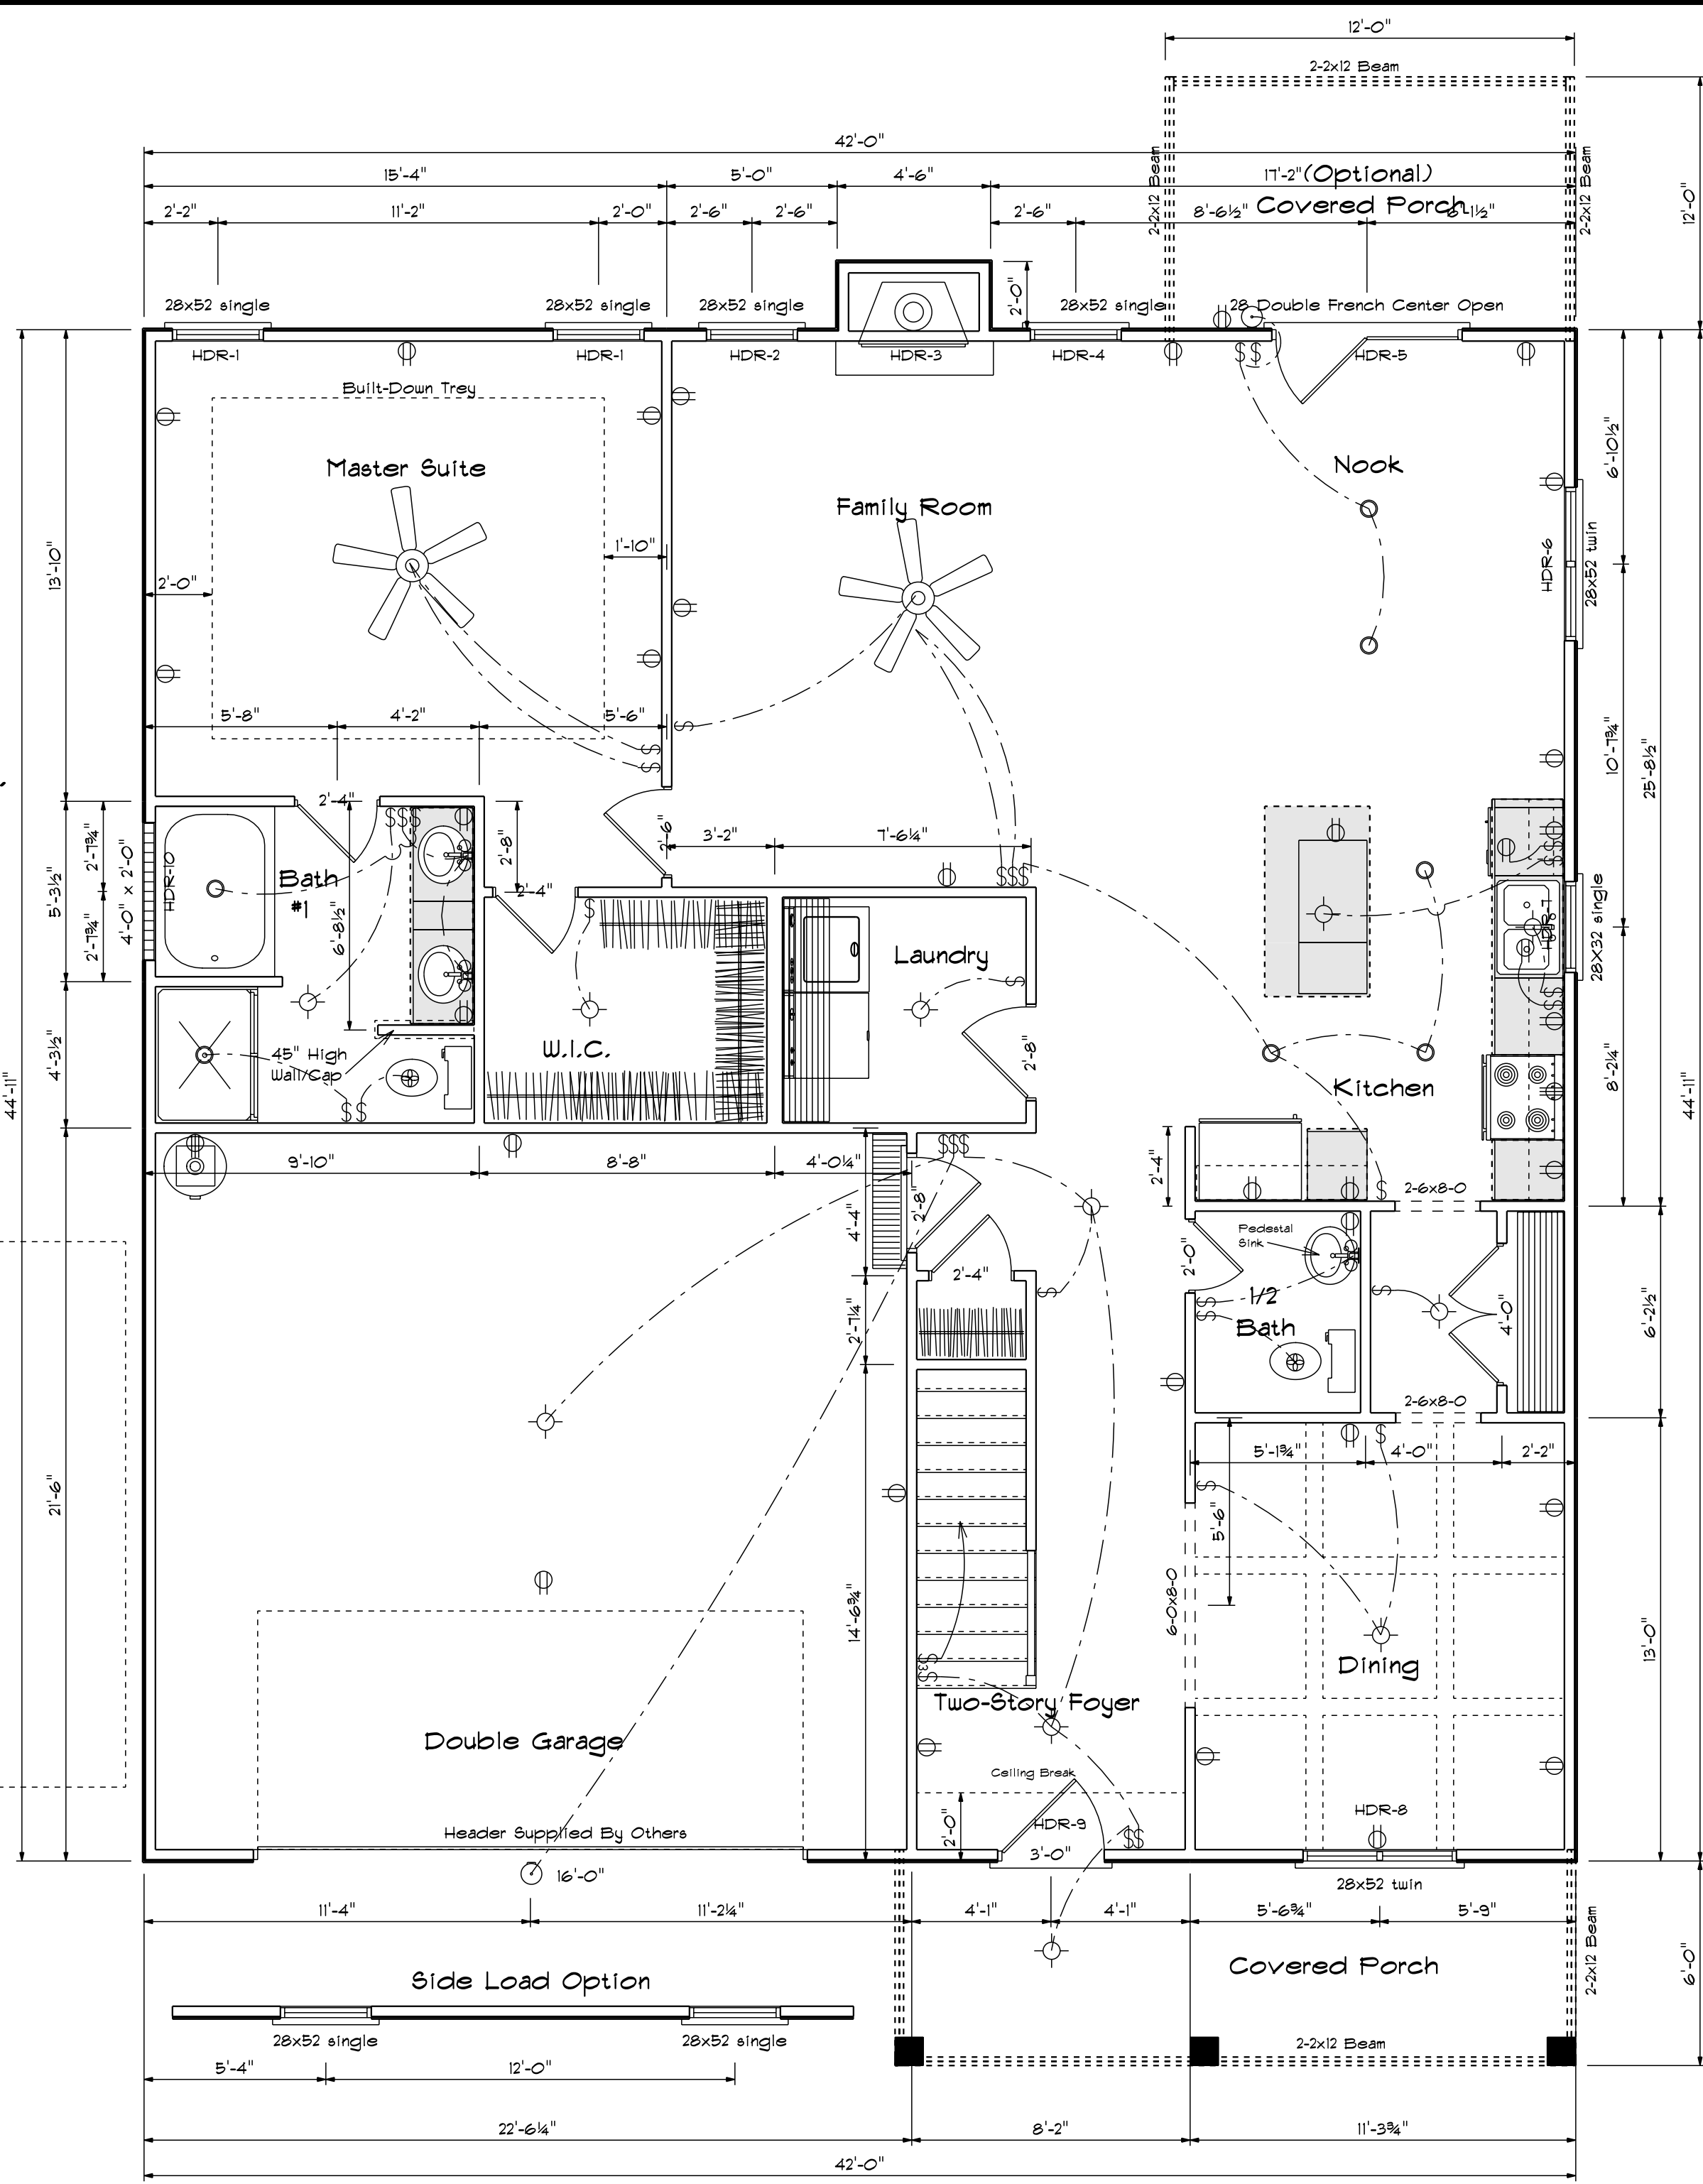 12'-0"
2-2x12 Beam
42'-0"
15'-4"
5'-0"
4'-6"
17'-2"
(Optional)
Covered Porch
2-2x12 Beam
2-2x12 Beam
12'-0"
2'-2"
11'-2"
2'-0"
2'-6"
2'-6"
2'-6"
8'-6½"
2'-0"
28x52 single
28x52 single
28x52 single
28x52 single
28 Double French Center Open
HDR-1
HDR-1
HDR-2
HDR-3
HDR-4
HDR-5
Built-Down Trey
Master Suite
Family Room
Nook
6'-10½"
HDR-6
28x52 twin
13'-10"
1'-10"
2'-0"
5'-8"
4'-2"
5'-6"
10'-7¾"
25'-8½"
2'-4"
2'-8"
2'-6"
3'-2"
7'-6¼"
2'-7¾"
5'-3½"
4'-0" x 2'-0"
HDR-10
Bath
#1
6'-8½"
2'-4"
2'-7¾"
Laundry
HDR-7
28x32 single
W.I.C.
45" High
Wall/Cap
4'-3½"
2'-8"
Kitchen
8'-2¼"
44'-11"
44'-11"
9'-10"
8'-8"
4'-0¼"
2'-4"
2-6x8-0
4'-4"
2'-8"
2'-4"
2'-0"
Pedestal
Sink
1/2
Bath
4'-0"
6'-2½"
2'-7¼"
2-6x8-0
5'-1¾"
4'-0"
2'-2"
21'-6"
5'-6"
14'-6¾"
6-0x8-0
13'-0"
Dining
Two-Story Foyer
Double Garage
Ceiling Break
Header Supplied By Others
2'-0"
HDR-9
3'-0"
HDR-8
16'-0"
28x52 twin
11'-4"
11'-2¼"
4'-1"
4'-1"
5'-6¾"
5'-9"
2-2x12 Beam
6'-0"
Side Load Option
Covered Porch
28x52 single
28x52 single
2-2x12 Beam
5'-4"
12'-0"
22'-6¼"
8'-2"
11'-3¾"
42'-0"